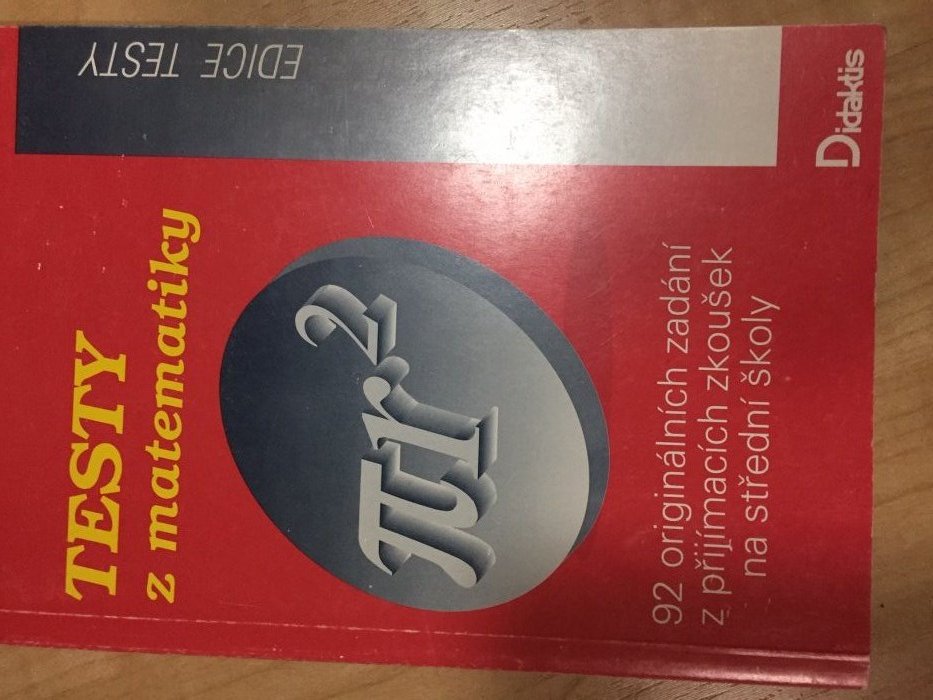 EDICE TESTY
TESTY
z matematiky
πr²
92 originálních zadání
z přijímacích zkoušek
na střední školy
Didaktis